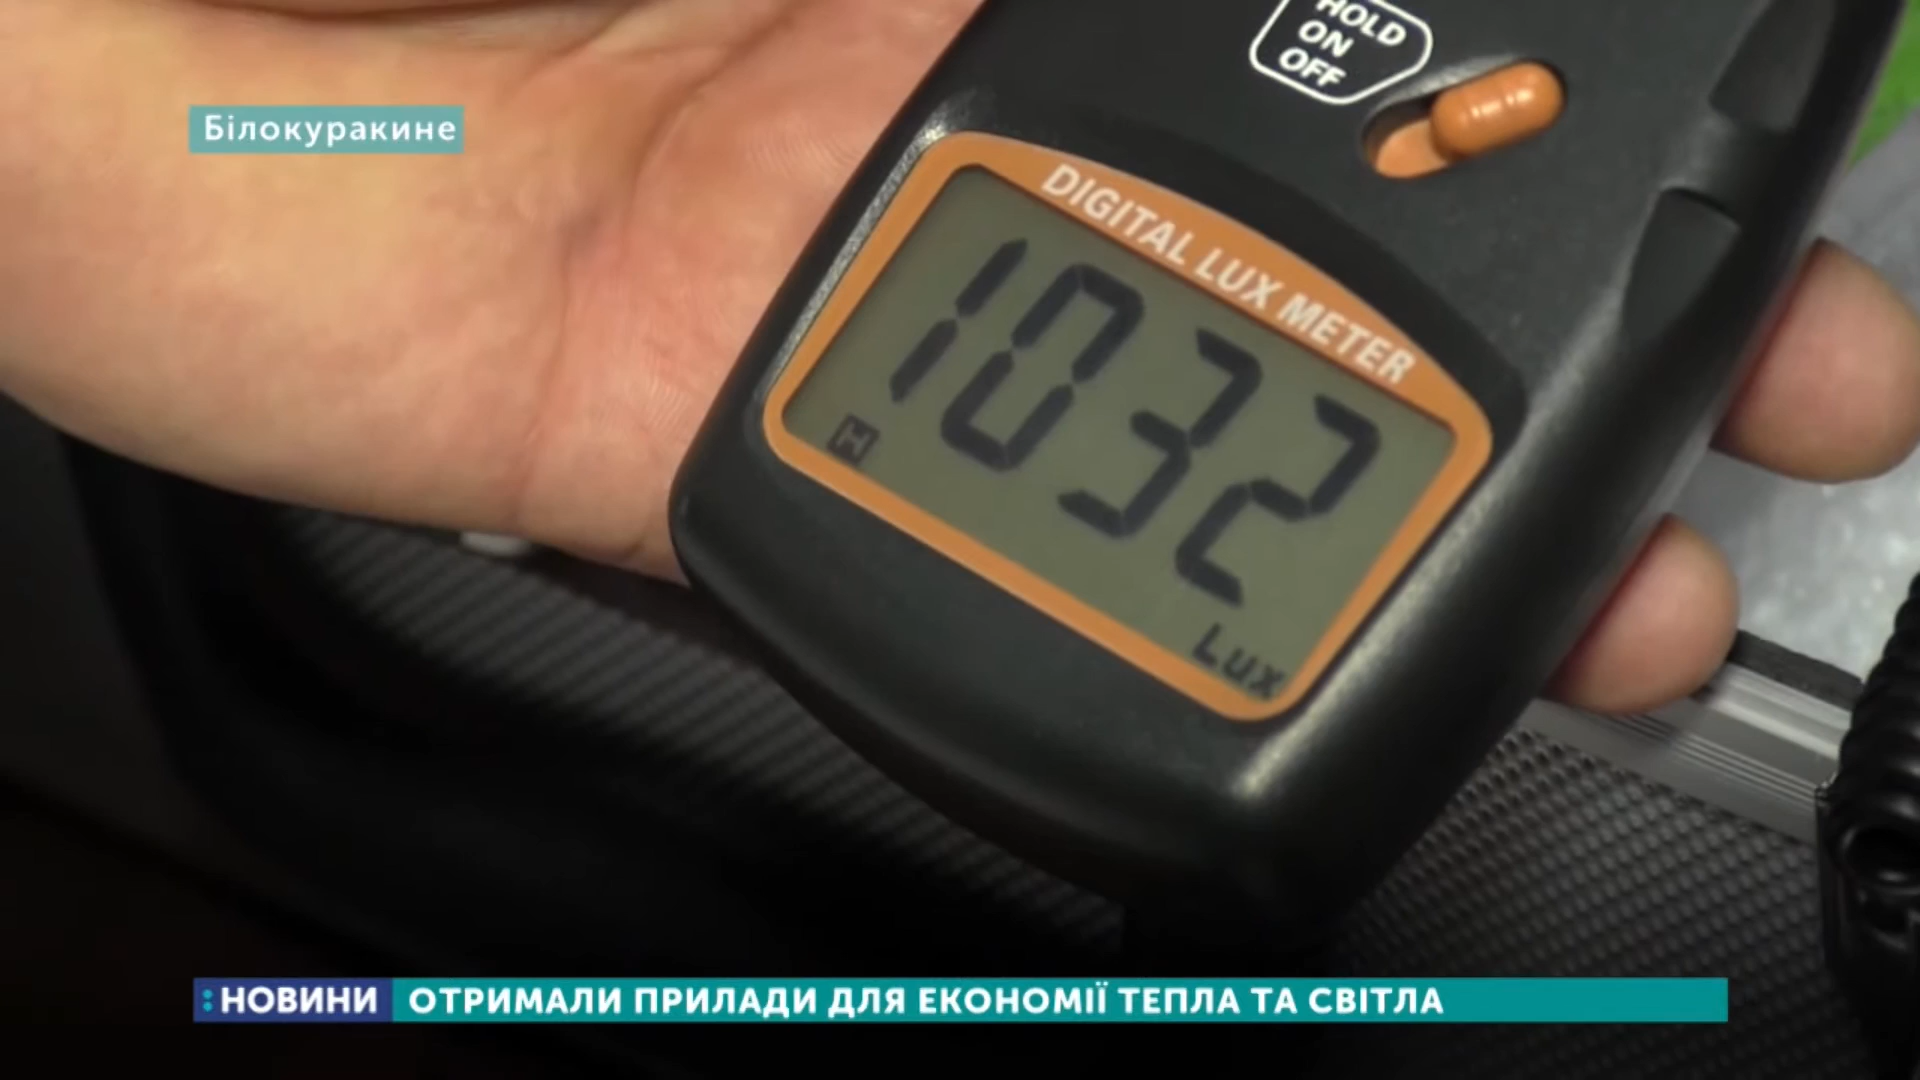 HOLD
ON
OFF
Білокуракине
DIGITAL LUX METER
1032
H
Lux
:НОВИНИ ОТРИМАЛИ ПРИЛАДИ ДЛЯ ЕКОНОМІЇ ТЕПЛА ТА СВІТЛА